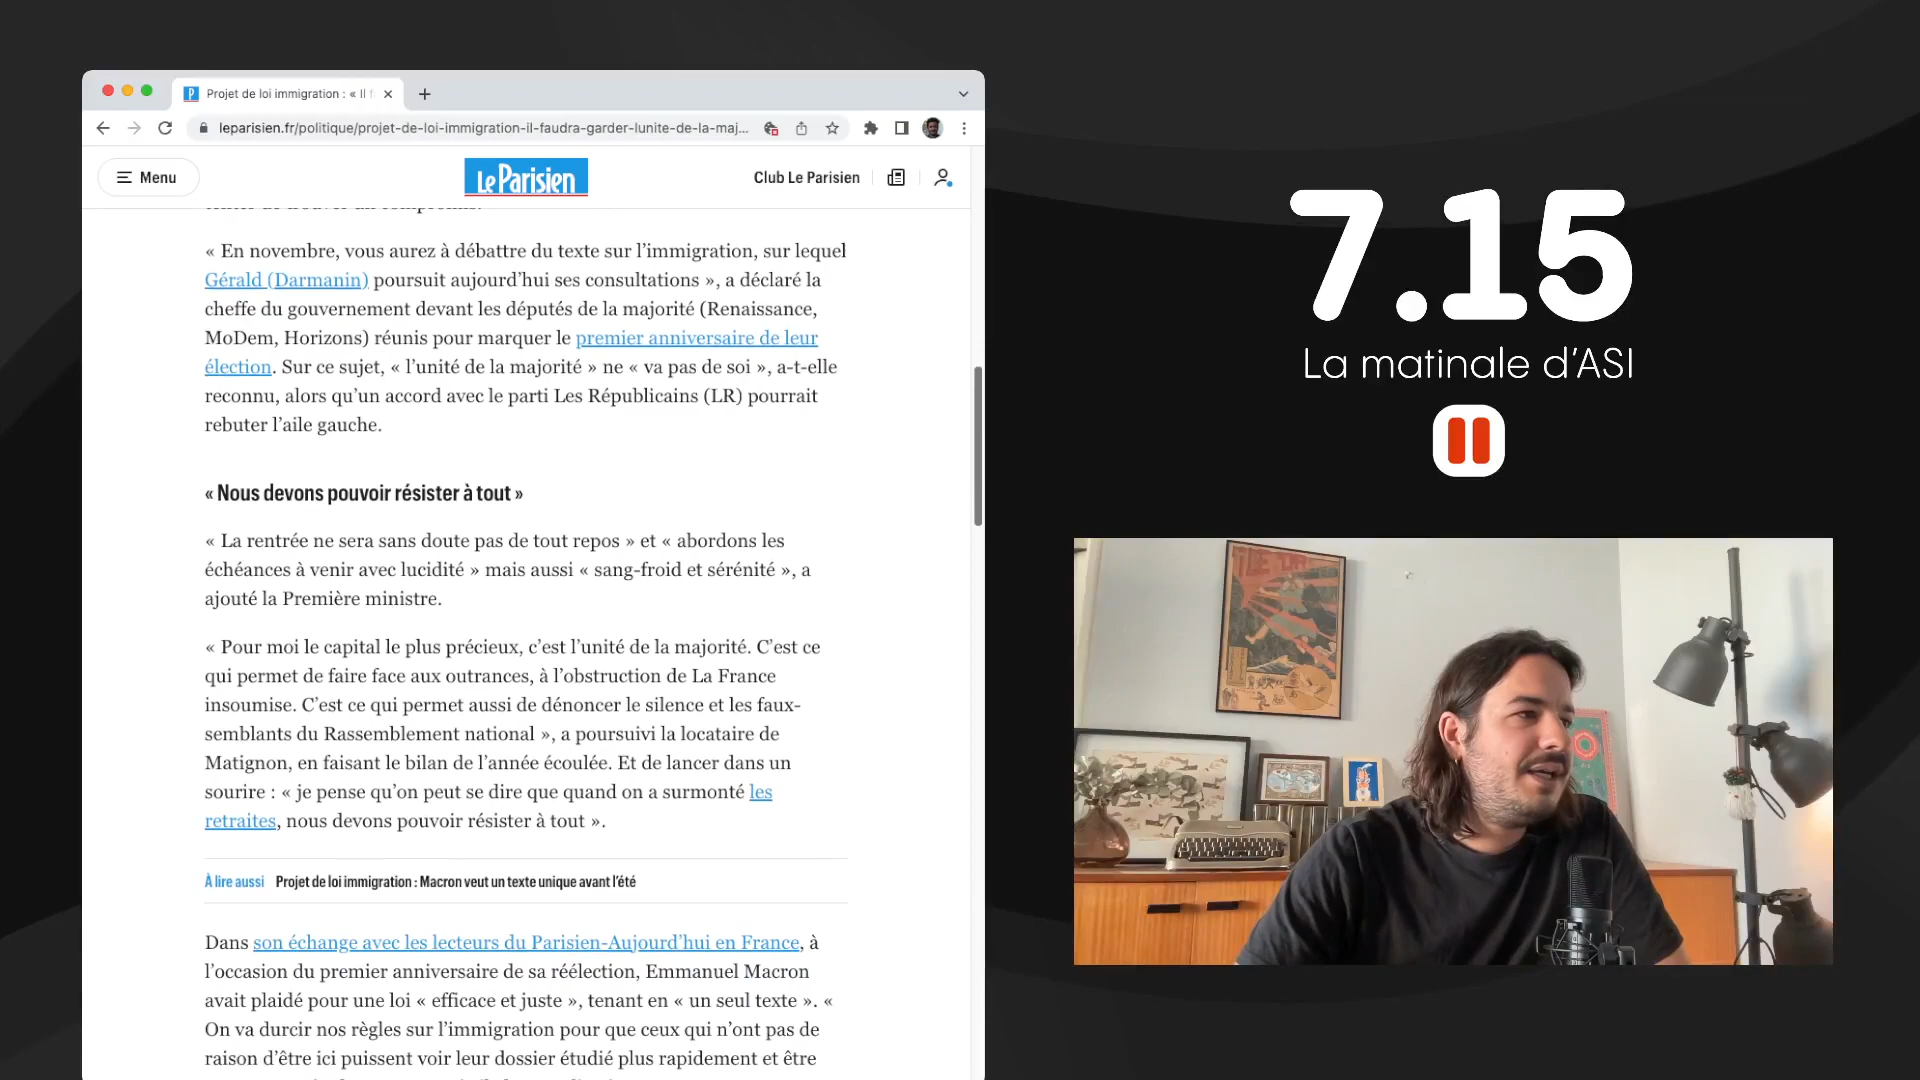 Projet de loi immigration : « Il f
leparisien.fr/politique/projet-de-loi-immigration-il-faudra-garder-lunite-de-la-maj...
Menu
Le Parisien
Club Le Parisien
« En novembre, vous aurez à débattre du texte sur l’immigration, sur lequel
Gérald (Darmanin) poursuit aujourd’hui ses consultations », a déclaré la
cheffe du gouvernement devant les députés de la majorité (Renaissance,
MoDem, Horizons) réunis pour marquer le premier anniversaire de leur
élection. Sur ce sujet, « l’unité de la majorité » ne « va pas de soi », a-t-elle
reconnu, alors qu’un accord avec le parti Les Républicains (LR) pourrait
rebuter l’aile gauche.
« Nous devons pouvoir résister à tout »
« La rentrée ne sera sans doute pas de tout repos » et « abordons les
échéances à venir avec lucidité » mais aussi « sang-froid et sérénité », a
ajouté la Première ministre.
« Pour moi le capital le plus précieux, c’est l’unité de la majorité. C’est ce
qui permet de faire face aux outrances, à l’obstruction de La France
insoumise. C’est ce qui permet aussi de dénoncer le silence et les faux-
semblants du Rassemblement national », a poursuivi la locataire de
Matignon, en faisant le bilan de l’année écoulée. Et de lancer dans un
sourire : « je pense qu’on peut se dire que quand on a surmonté les
retraites, nous devons pouvoir résister à tout ».
À lire aussi Projet de loi immigration : Macron veut un texte unique avant l’été
Dans son échange avec les lecteurs du Parisien-Aujourd’hui en France, à
l’occasion du premier anniversaire de sa réélection, Emmanuel Macron
avait plaidé pour une loi « efficace et juste », tenant en « un seul texte ». «
On va durcir nos règles sur l’immigration pour que ceux qui n’ont pas de
raison d’être ici puissent voir leur dossier étudié plus rapidement et être
7.15
La matinale d’ASI